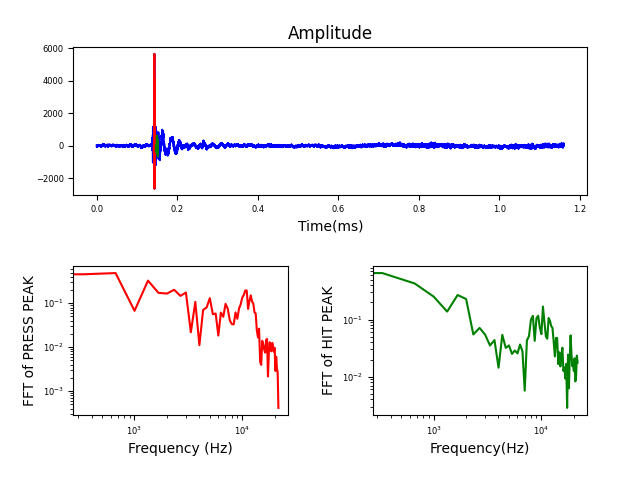 Amplitude
6000
4000
2000
0
−2000
0.0 0.2 0.4 0.6 0.8 1.0 1.2
Time(ms)
FFT of PRESS PEAK
10⁻¹
10⁻²
10⁻³
10³ 10⁴
Frequency (Hz)
FFT of HIT PEAK
10⁻¹
10⁻²
10³ 10⁴
Frequency(Hz)